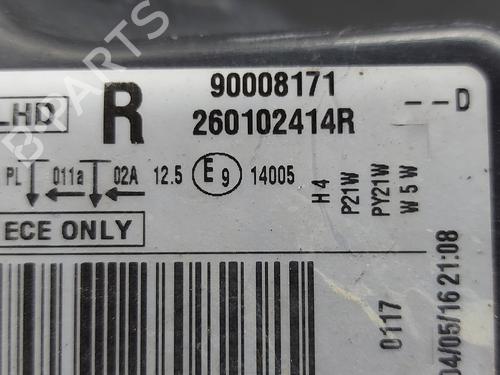 90008171
LHD R 260102414R --D
PL 011a 02A 12.5 E9 14005
H4
P21W
PY21W
W5W
ECE ONLY
0117
04/05/16 21:08
B-PARTS